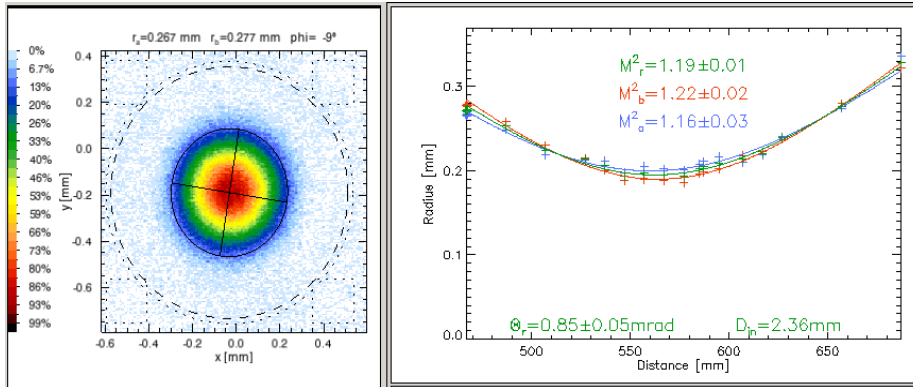 r_a=0.267 mm r_b=0.277 mm phi= -9°
0%
6.7%
13%
20%
26%
33%
40%
46%
53%
59%
66%
73%
80%
86%
93%
99%
0.4
0.2
0.0
-0.2
-0.4
-0.6
y [mm]
-0.6 -0.4 -0.2 0.0 0.2 0.4
x [mm]
M²_r=1.19±0.01
M²_b=1.22±0.02
M²_a=1.16±0.03
0.3
0.2
0.1
0.0
Radius [mm]
Θ_r=0.85±0.05mrad D_in=2.36mm
500 550 600 650
Distance [mm]